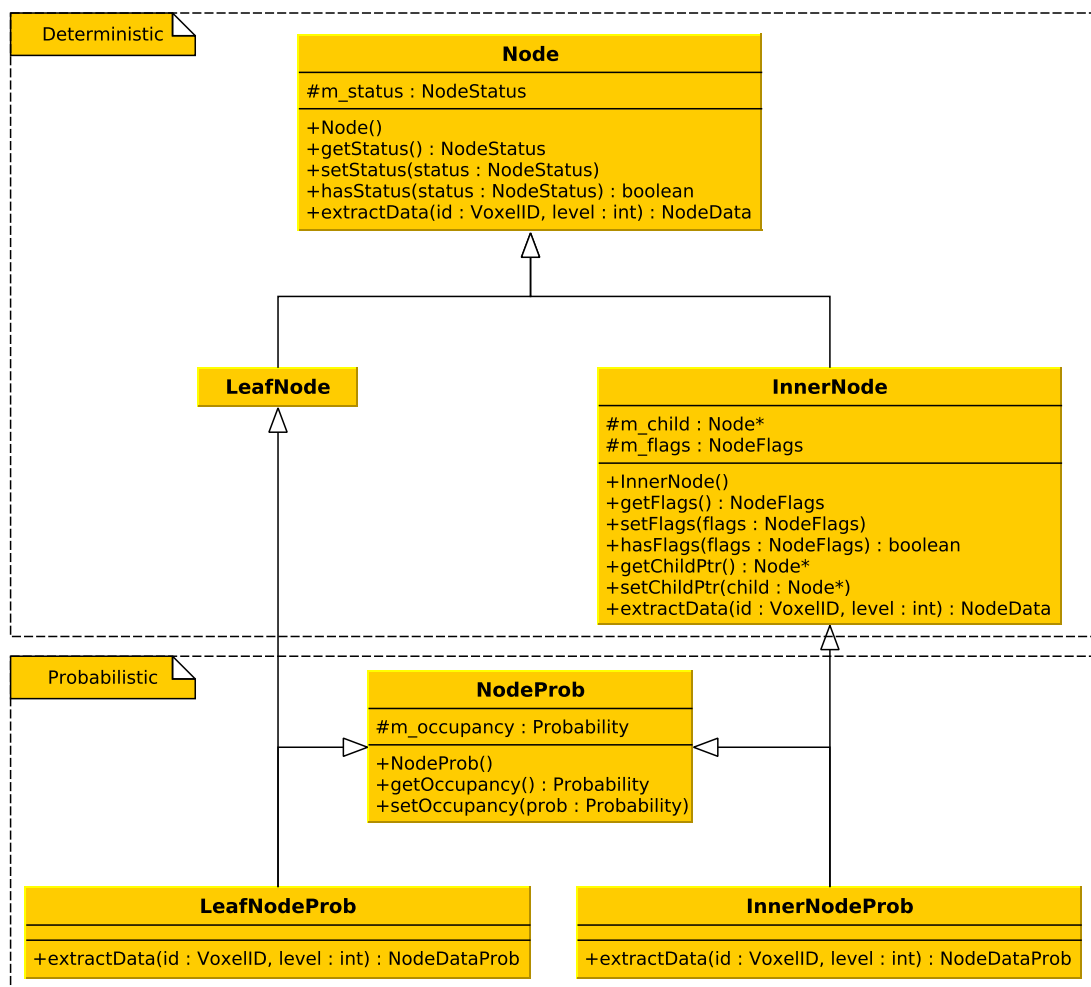 Deterministic
Node
#m_status : NodeStatus
+Node()
+getStatus() : NodeStatus
+setStatus(status : NodeStatus)
+hasStatus(status : NodeStatus) : boolean
+extractData(id : VoxelID, level : int) : NodeData
LeafNode
InnerNode
#m_child : Node*
#m_flags : NodeFlags
+InnerNode()
+getFlags() : NodeFlags
+setFlags(flags : NodeFlags)
+hasFlags(flags : NodeFlags) : boolean
+getChildPtr() : Node*
+setChildPtr(child : Node*)
+extractData(id : VoxelID, level : int) : NodeData
Probabilistic
NodeProb
#m_occupancy : Probability
+NodeProb()
+getOccupancy() : Probability
+setOccupancy(prob : Probability)
LeafNodeProb
+extractData(id : VoxelID, level : int) : NodeDataProb
InnerNodeProb
+extractData(id : VoxelID, level : int) : NodeDataProb